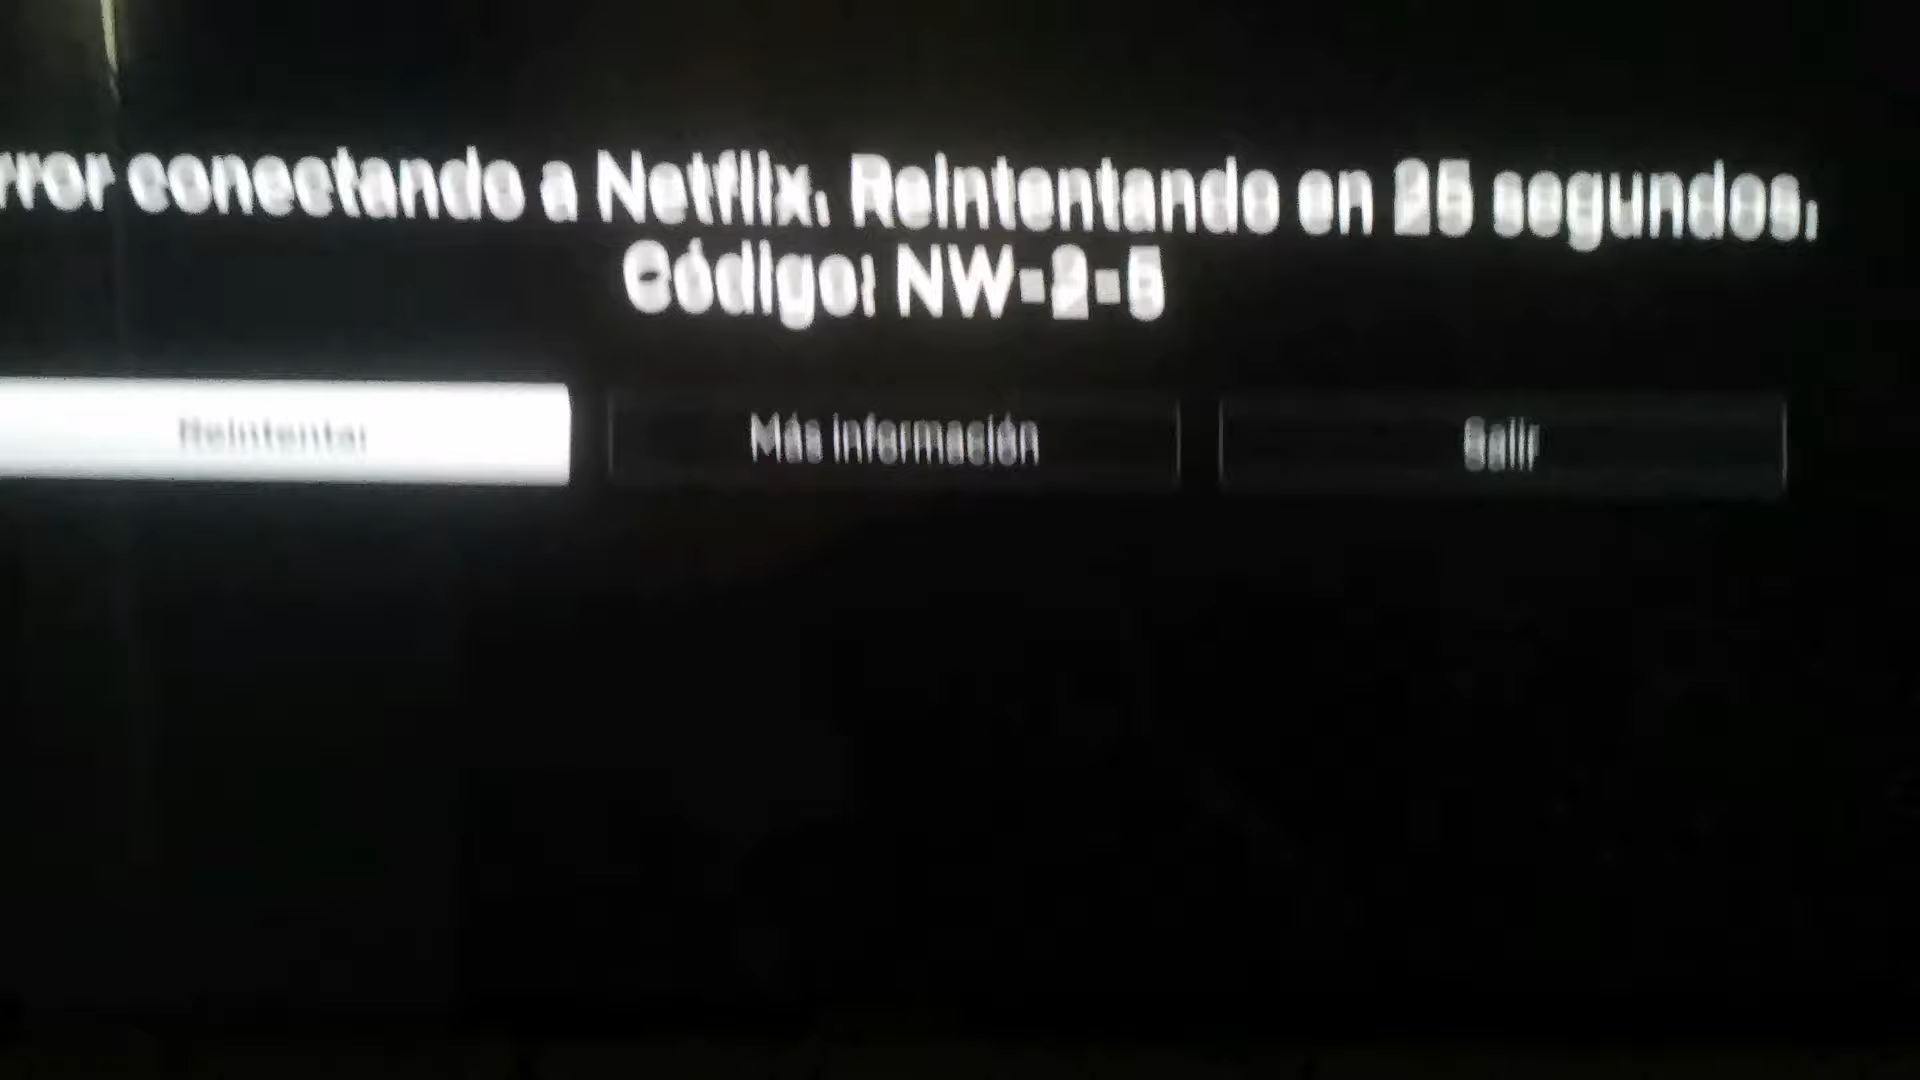 rror conectando a Netflix. Reintentando en 25 segundos.
Código: NW-2-5
Reintentar
Más información
Salir